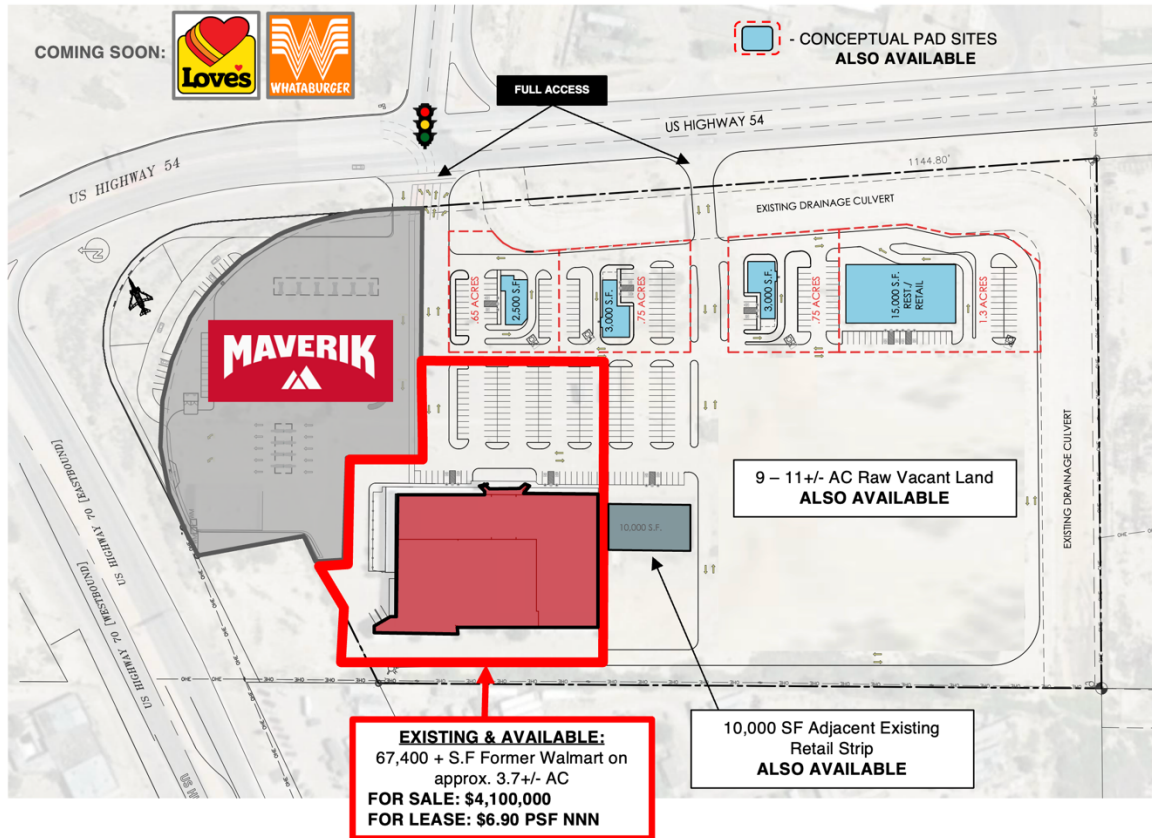 COMING SOON:
Love's
WHATABURGER
- CONCEPTUAL PAD SITES
ALSO AVAILABLE
FULL ACCESS
US HIGHWAY 54
US HIGHWAY 54
1144.80'
EXISTING DRAINAGE CULVERT
.65 ACRES
2,500 S.F.
3,000 S.F.
.75 ACRES
3,000 S.F.
.75 ACRES
15,000 S.F.
REST./
RETAIL
1.3 ACRES
MAVERIK
EXISTING DRAINAGE CULVERT
9 – 11+/- AC Raw Vacant Land
ALSO AVAILABLE
10,000 S.F.
US HIGHWAY 70 [EASTBOUND]
US HIGHWAY 70 [WESTBOUND]
EXISTING & AVAILABLE:
67,400 + S.F Former Walmart on
approx. 3.7+/- AC
FOR SALE: $4,100,000
FOR LEASE: $6.90 PSF NNN
10,000 SF Adjacent Existing
Retail Strip
ALSO AVAILABLE